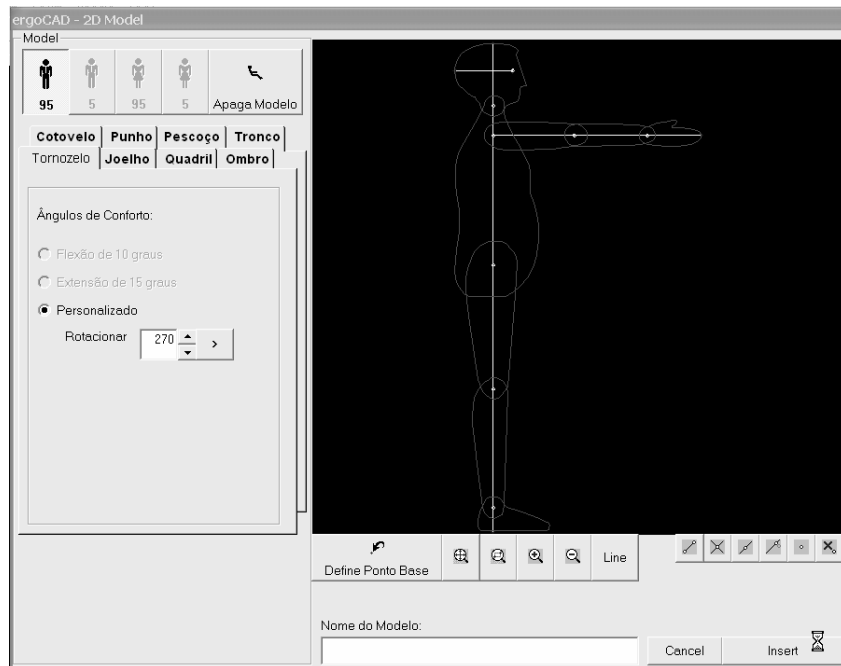 ergoCAD - 2D Model
Model
95
5
95
5
Apaga Modelo
Cotovelo
Punho
Pescoço
Tronco
Tornozelo
Joelho
Quadril
Ombro
Ângulos de Conforto:
Flexão de 10 graus
Extensão de 15 graus
Personalizado
Rotacionar
270
>
Define Ponto Base
Line
Nome do Modelo:
Cancel
Insert